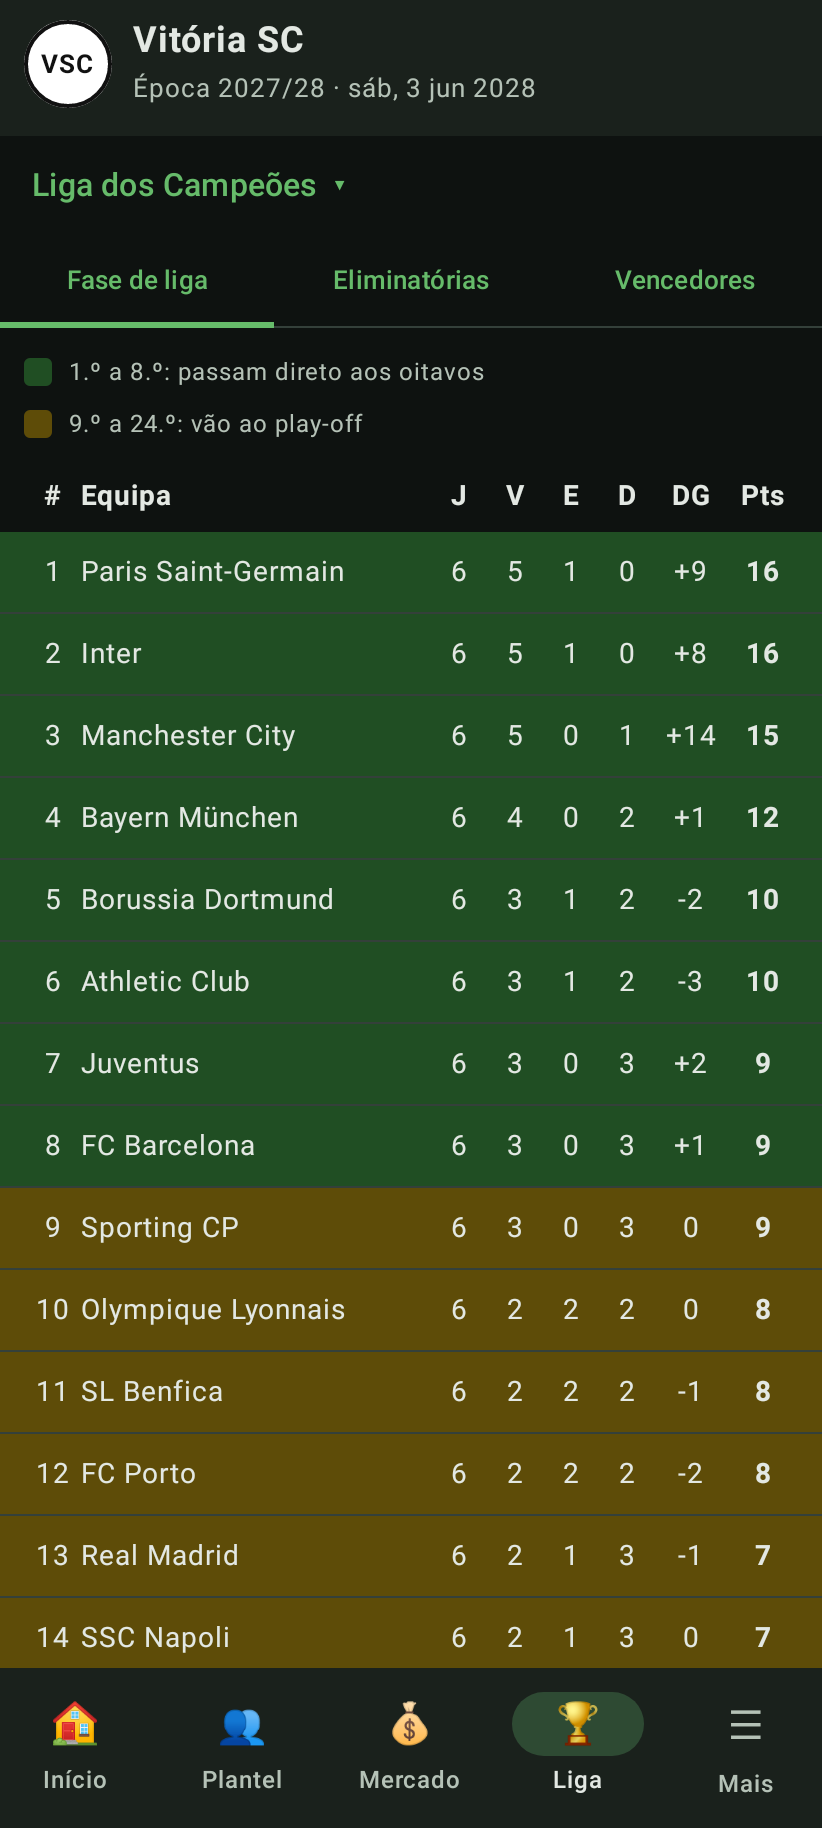 VSC
Vitória SC
Época 2027/28 · sáb, 3 jun 2028
Liga dos Campeões ▼
Fase de liga Eliminatórias Vencedores
1.º a 8.º: passam direto aos oitavos
9.º a 24.º: vão ao play-off
# Equipa J V E D DG Pts
1 Paris Saint-Germain 6 5 1 0 +9 16
2 Inter 6 5 1 0 +8 16
3 Manchester City 6 5 0 1 +14 15
4 Bayern München 6 4 0 2 +1 12
5 Borussia Dortmund 6 3 1 2 -2 10
6 Athletic Club 6 3 1 2 -3 10
7 Juventus 6 3 0 3 +2 9
8 FC Barcelona 6 3 0 3 +1 9
9 Sporting CP 6 3 0 3 0 9
10 Olympique Lyonnais 6 2 2 2 0 8
11 SL Benfica 6 2 2 2 -1 8
12 FC Porto 6 2 2 2 -2 8
13 Real Madrid 6 2 1 3 -1 7
14 SSC Napoli 6 2 1 3 0 7
Início Plantel Mercado Liga Mais